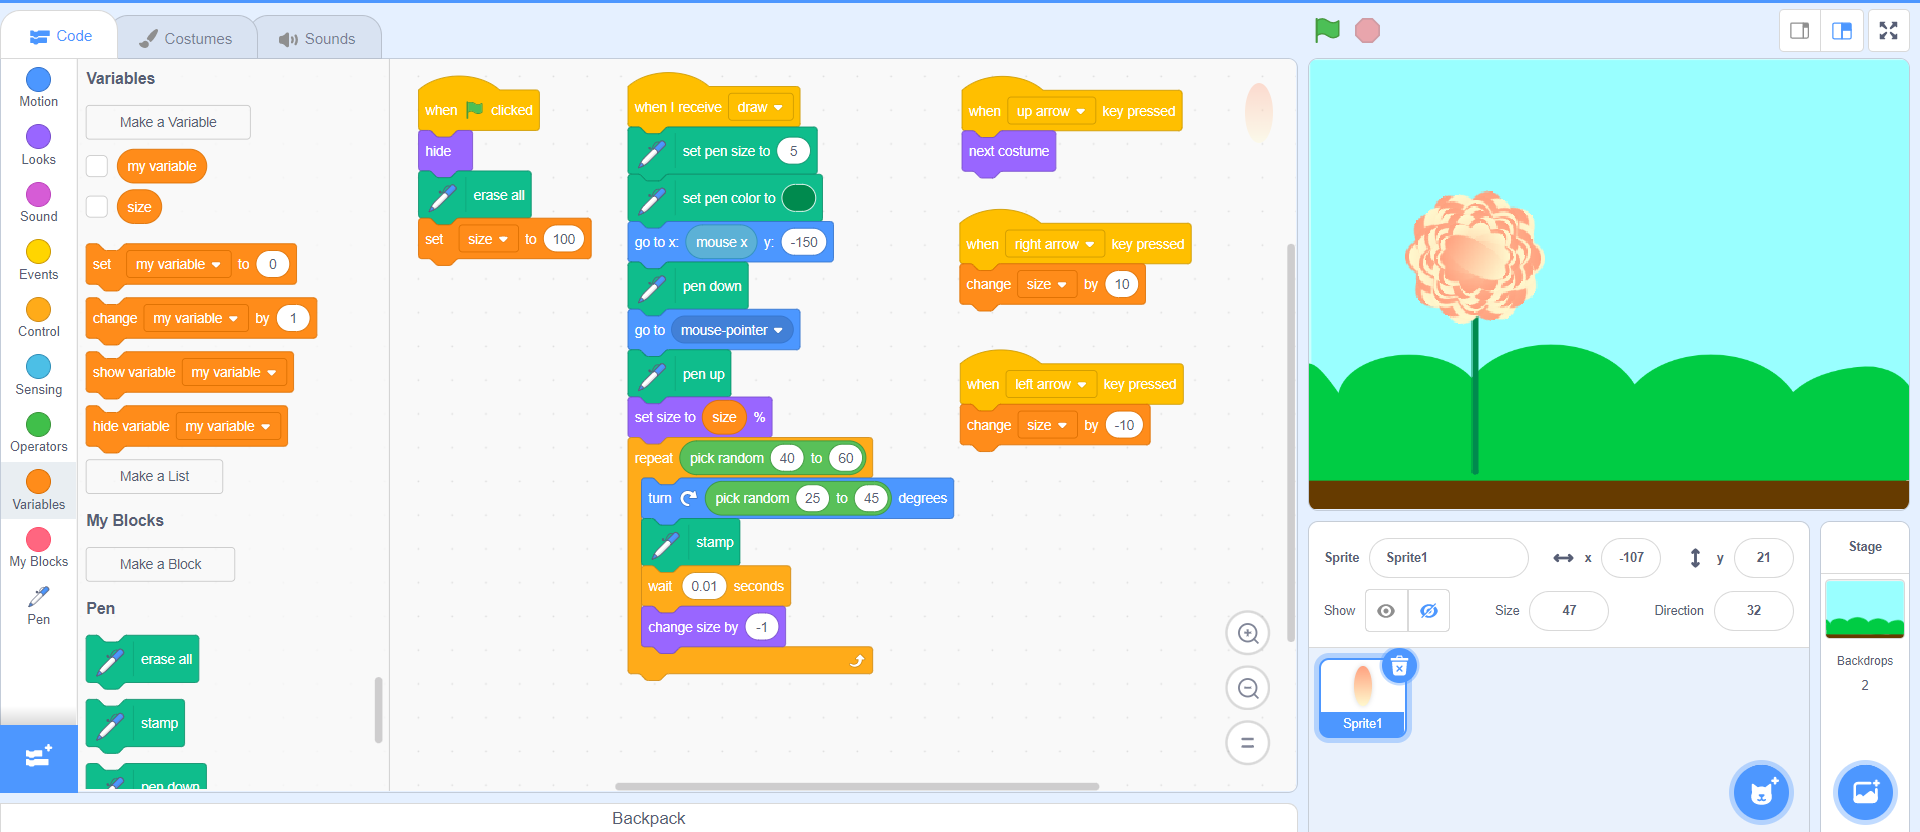 Code
Costumes
Sounds
Motion
Looks
Sound
Events
Control
Sensing
Operators
Variables
My Blocks
Pen
Variables
Make a Variable
my variable
size
set my variable to 0
change my variable by 1
show variable my variable
hide variable my variable
Make a List
My Blocks
Make a Block
Pen
erase all
stamp
pen down
when clicked
hide
erase all
set size to 100
when I receive draw
set pen size to 5
set pen color to
go to x: mouse x y: -150
pen down
go to mouse-pointer
pen up
set size to size %
repeat pick random 40 to 60
turn pick random 25 to 45 degrees
stamp
wait 0.01 seconds
change size by -1
when up arrow key pressed
next costume
when right arrow key pressed
change size by 10
when left arrow key pressed
change size by -10
Backpack
Sprite Sprite1 x -107 y 21
Show Size 47 Direction 32
Sprite1
Stage
Backdrops
2